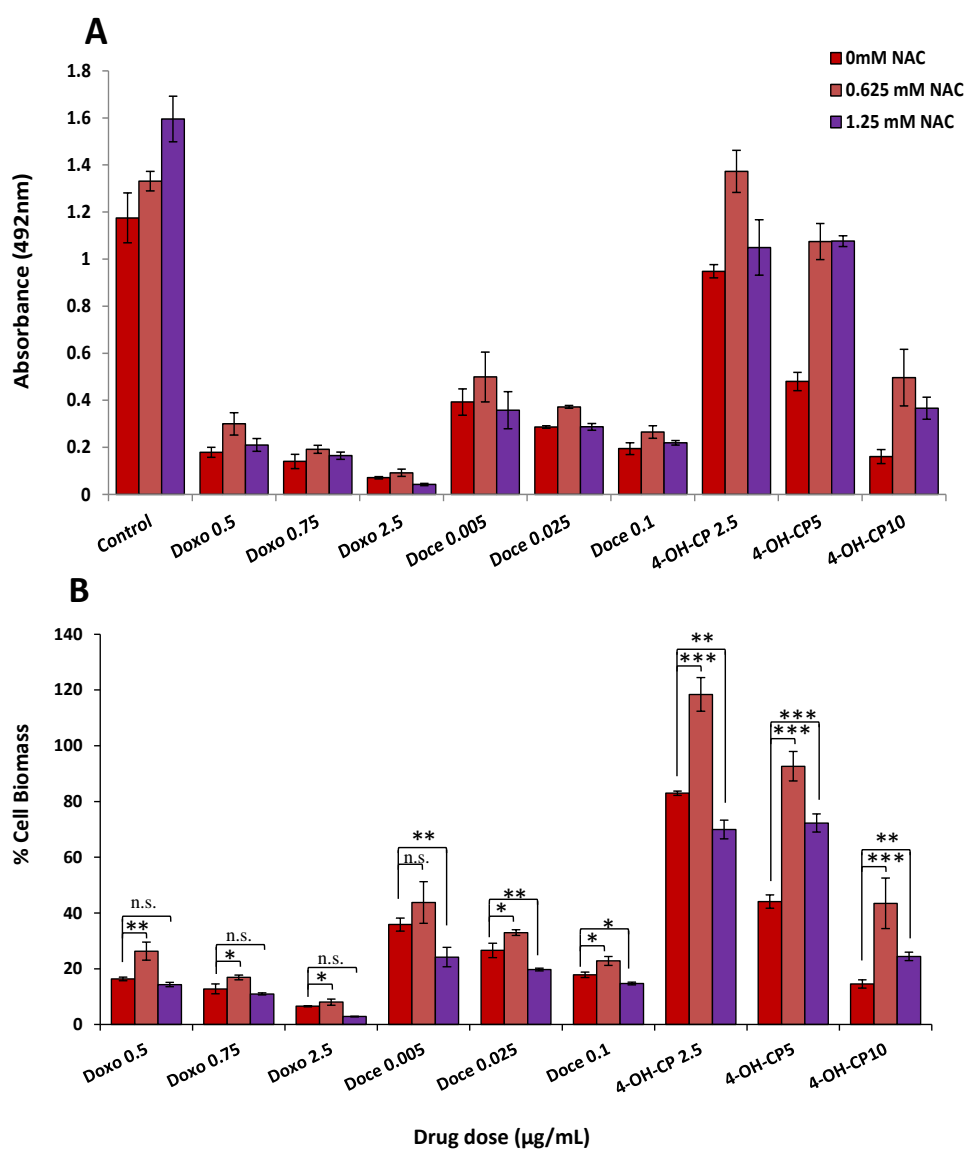 A
0mM NAC
0.625 mM NAC
1.25 mM NAC
Absorbance (492nm)
1.8
1.6
1.4
1.2
1
0.8
0.6
0.4
0.2
0
Control
Doxo 0.5
Doxo 0.75
Doxo 2.5
Doce 0.005
Doce 0.025
Doce 0.1
4-OH-CP 2.5
4-OH-CP5
4-OH-CP10
B
% Cell Biomass
140
120
100
80
60
40
20
0
n.s.
**
n.s.
*
n.s.
*
**
n.s.
**
*
*
*
**
***
***
***
**
***
Doxo 0.5
Doxo 0.75
Doxo 2.5
Doce 0.005
Doce 0.025
Doce 0.1
4-OH-CP 2.5
4-OH-CP5
4-OH-CP10
Drug dose (µg/mL)